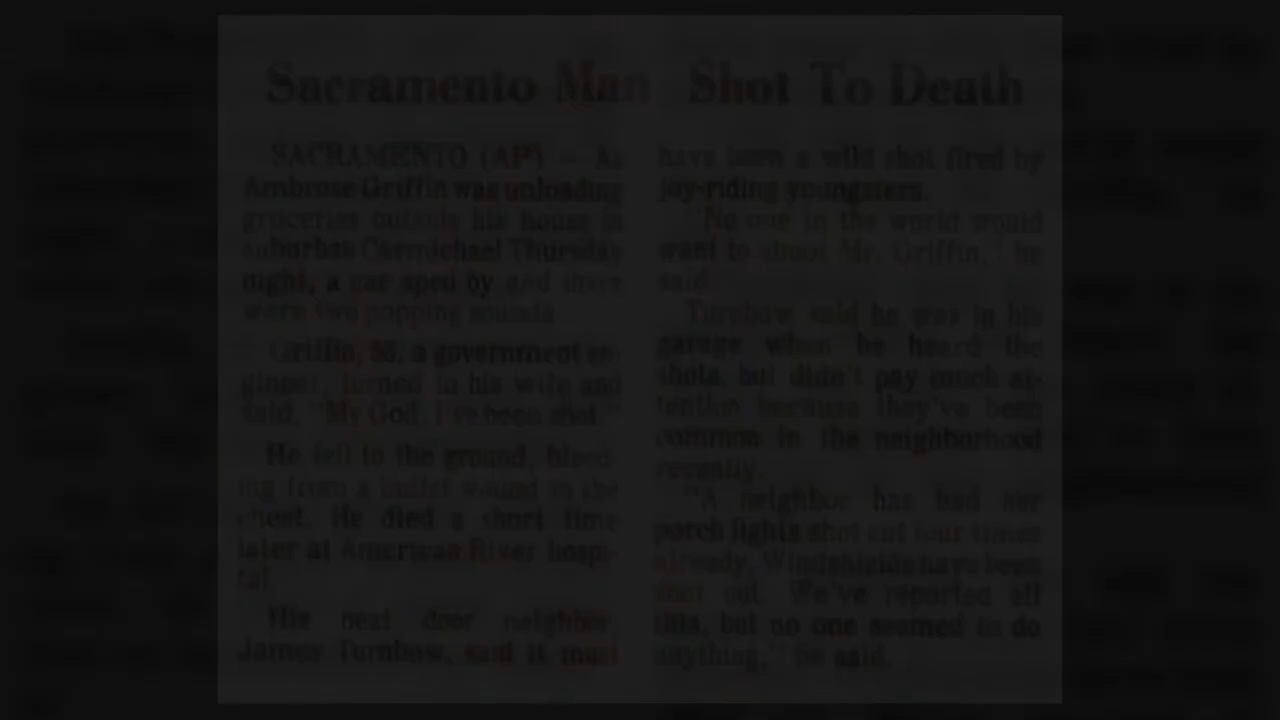 Sacramento Man Shot To Death
SACRAMENTO (AP) — As
Ambrose Griffin was unloading
groceries outside his house in
suburban Carmichael Thursday
night, a car sped by and there
were two popping sounds.
Griffin, a government en-
gineer, turned to his wife and
said, "My God, I've been shot."
He fell to the ground, bleed-
ing from a bullet wound in the
chest. He died a short time
later at American River hospi-
tal.
His next door neighbor,
James Turnbow, said it must
have been a wild shot fired by
joy-riding youngsters.
"No one in the world would
want to shoot Mr. Griffin," he
said.
Turnbow said he was in his
garage when he heard the
shots, but didn't pay much at-
tention because they've been
common in the neighborhood
recently.
"A neighbor has had her
porch lights shot out four times
already. Windshields have been
shot out. We've reported all
this, but no one seemed to do
anything," he said.